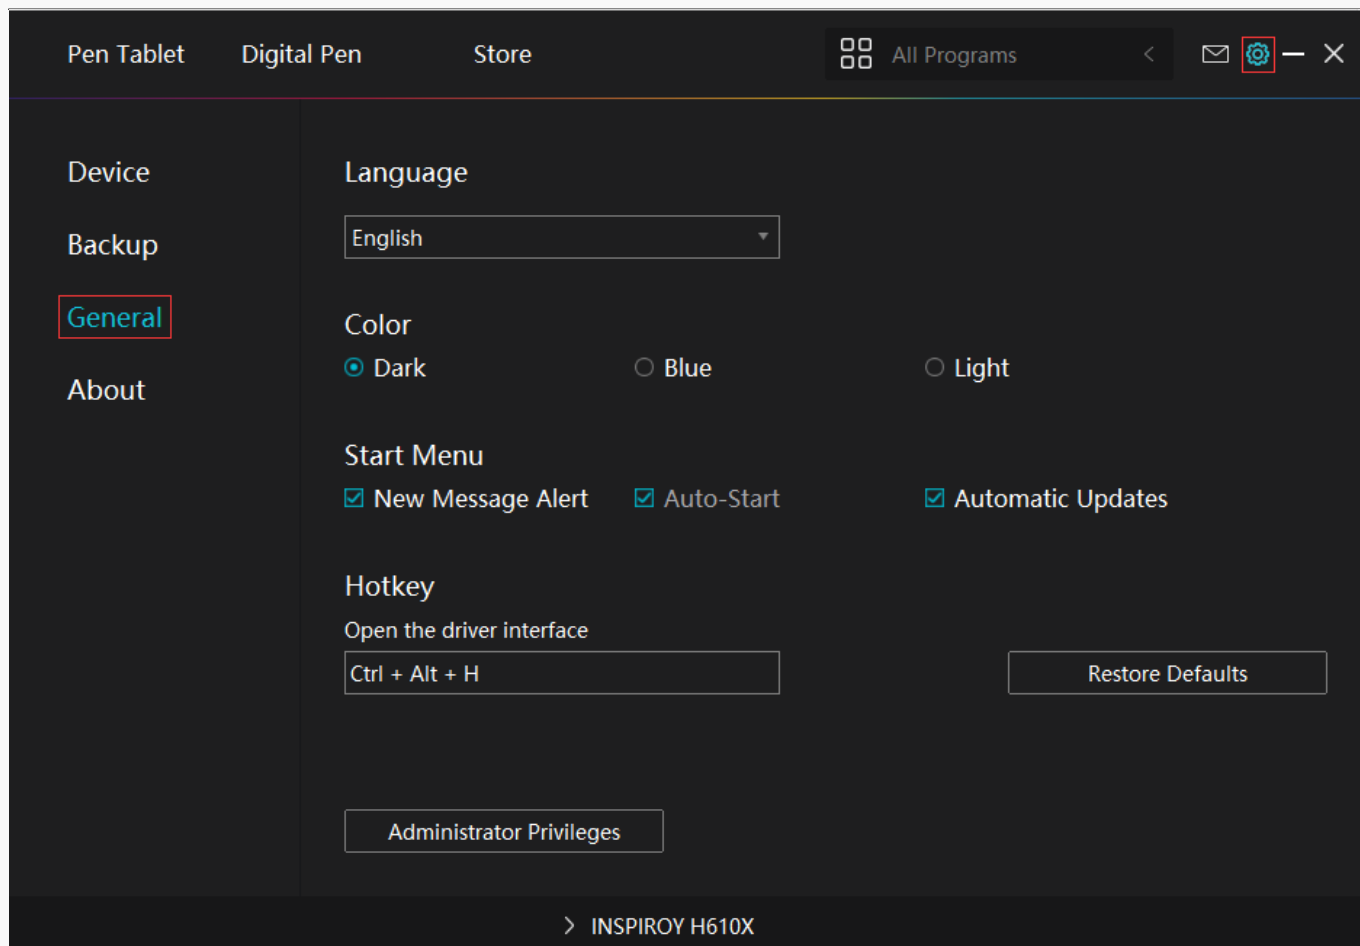 Pen Tablet Digital Pen Store All Programs
Device
Backup
General
About
Language
English
Color
Dark Blue Light
Start Menu
New Message Alert Auto-Start Automatic Updates
Hotkey
Open the driver interface
Ctrl + Alt + H Restore Defaults
Administrator Privileges
INSPIROY H610X